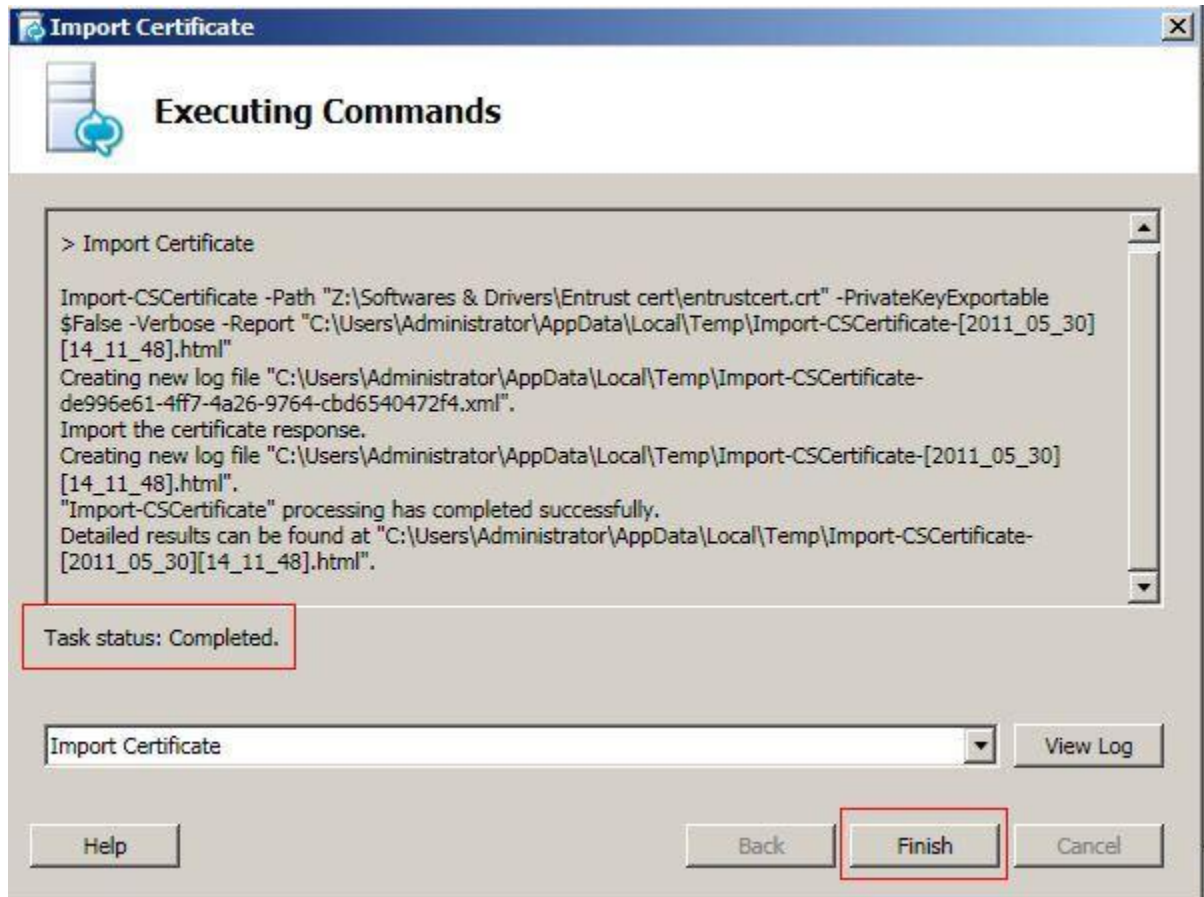 Import Certificate
Executing Commands
> Import Certificate
Import-CSCertificate -Path "Z:\Softwares & Drivers\Entrust cert\entrustcert.crt" -PrivateKeyExportable
$False -Verbose -Report "C:\Users\Administrator\AppData\Local\Temp\Import-CSCertificate-[2011_05_30]
[14_11_48].html"
Creating new log file "C:\Users\Administrator\AppData\Local\Temp\Import-CSCertificate-
de996e61-4ff7-4a26-9764-cbd6540472f4.xml".
Import the certificate response.
Creating new log file "C:\Users\Administrator\AppData\Local\Temp\Import-CSCertificate-[2011_05_30]
[14_11_48].html".
"Import-CSCertificate" processing has completed successfully.
Detailed results can be found at "C:\Users\Administrator\AppData\Local\Temp\Import-CSCertificate-
[2011_05_30][14_11_48].html".
Task status: Completed.
Import Certificate
View Log
Help
Back
Finish
Cancel